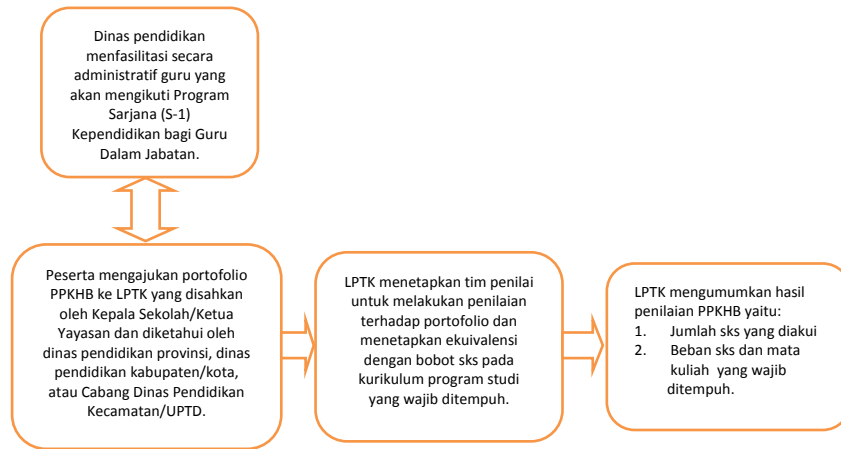 Dinas pendidikan
menfasilitasi secara
administratif guru yang
akan mengikuti Program
Sarjana (S-1)
Kependidikan bagi Guru
Dalam Jabatan.
Peserta mengajukan portofolio
PPKHB ke LPTK yang disahkan
oleh Kepala Sekolah/Ketua
Yayasan dan diketahui oleh
dinas pendidikan provinsi, dinas
pendidikan kabupaten/kota,
atau Cabang Dinas Pendidikan
Kecamatan/UPTD.
LPTK menetapkan tim penilai
untuk melakukan penilaian
terhadap portofolio dan
menetapkan ekuivalensi
dengan bobot sks pada
kurikulum program studi
yang wajib ditempuh.
LPTK mengumumkan hasil
penilaian PPKHB yaitu:
1. Jumlah sks yang diakui
2. Beban sks dan mata
kuliah yang wajib
ditempuh.